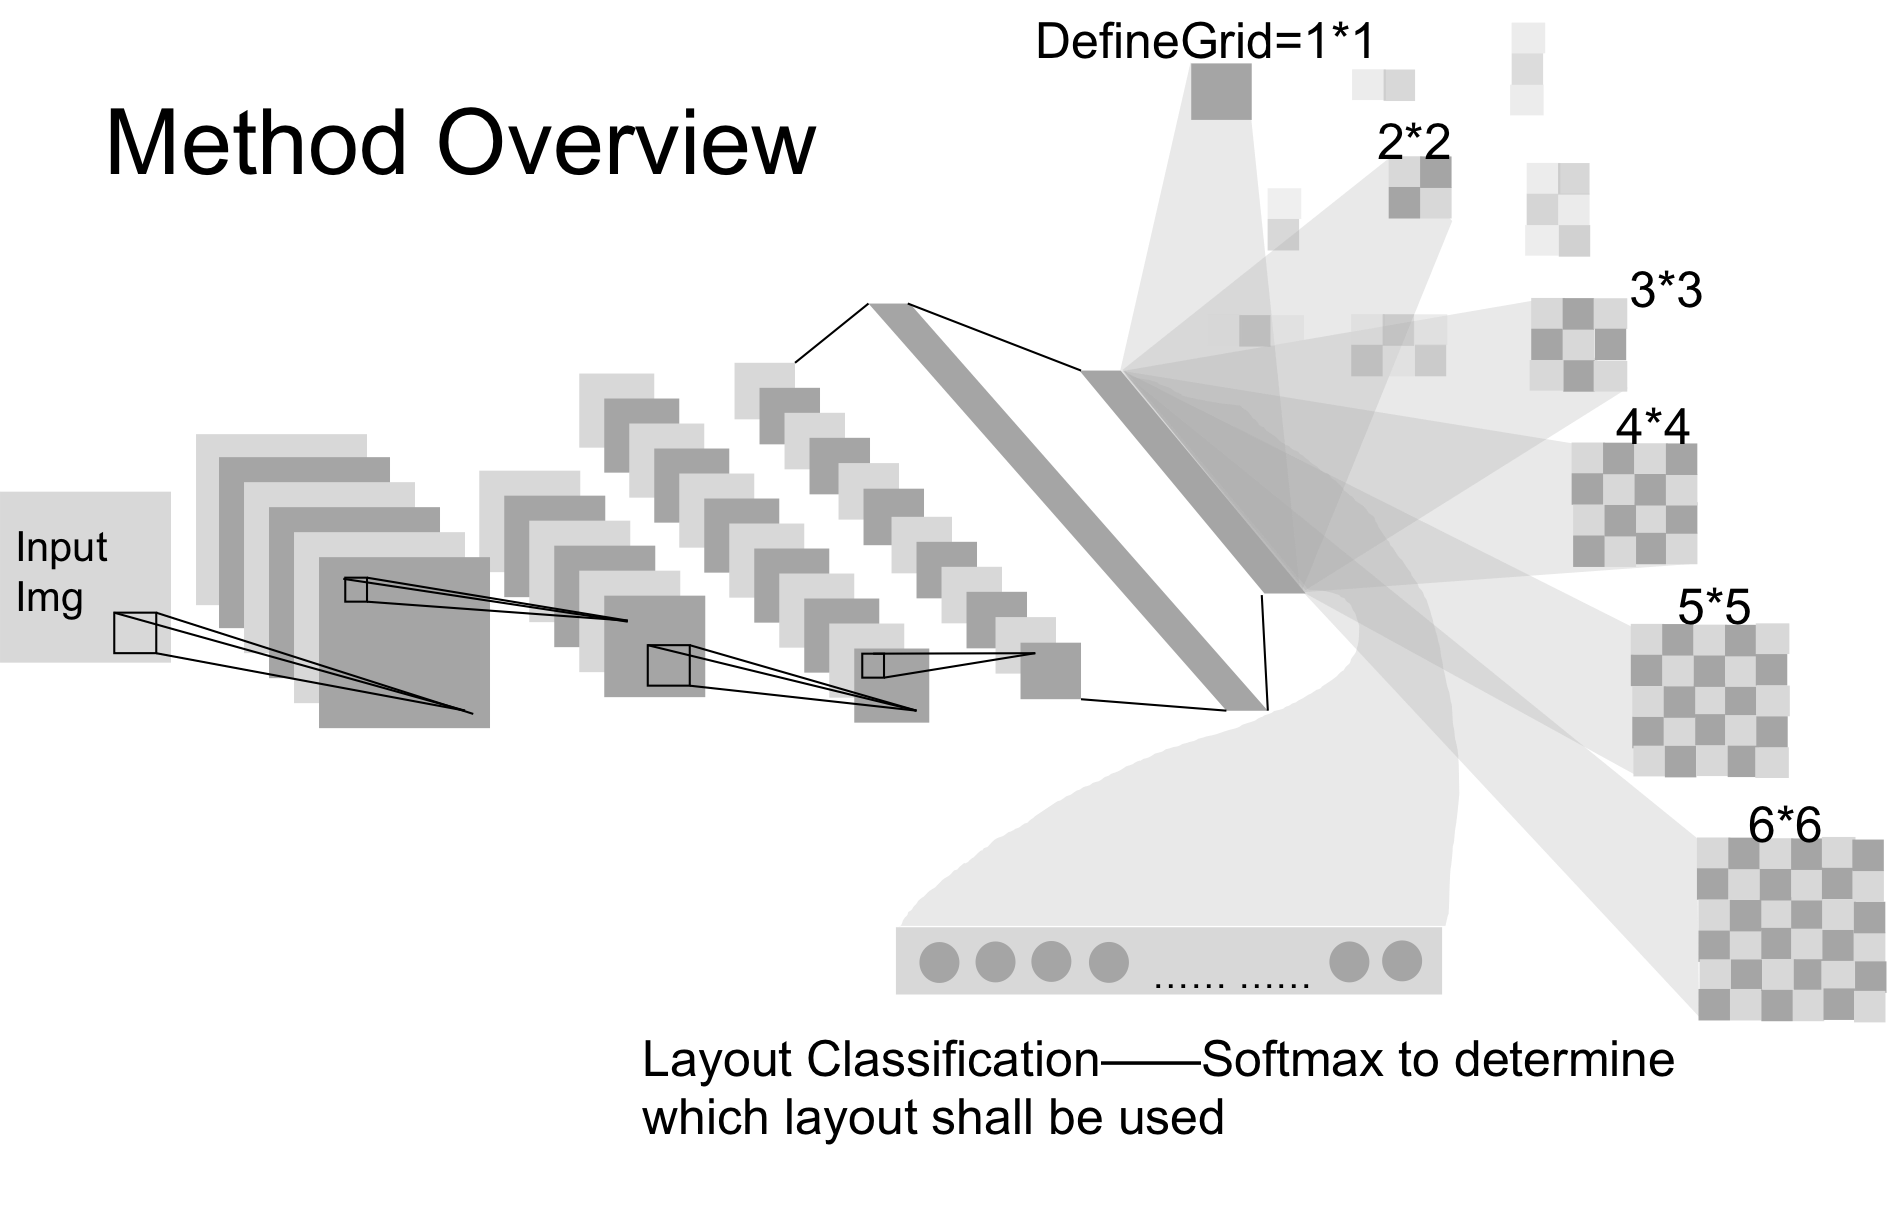 DefineGrid=1*1
Method Overview
2*2
3*3
4*4
Input
Img
5*5
6*6
...... ......
Layout Classification——Softmax to determine
which layout shall be used